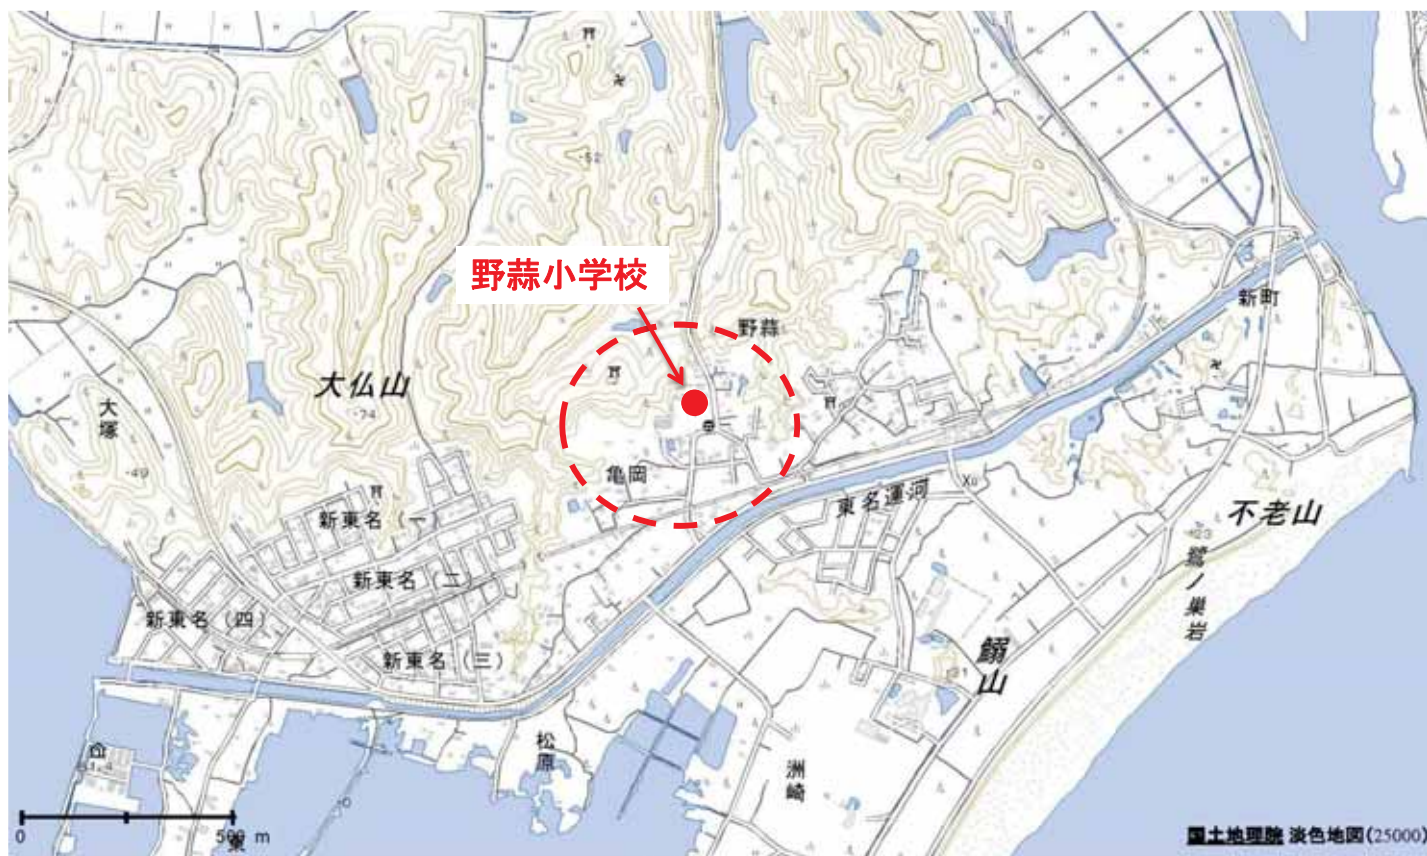 野蒜小学校
野蒜
新町
大仏山
74
大塚
49
52
亀岡
東名運河
不老山
23
鷺ノ巣岩
新東名(一)
新東名(二)
新東名(四)
新東名(三)
鰯山
松原
洲崎
東
0
500 m
国土地理院 淡色地図(25000)